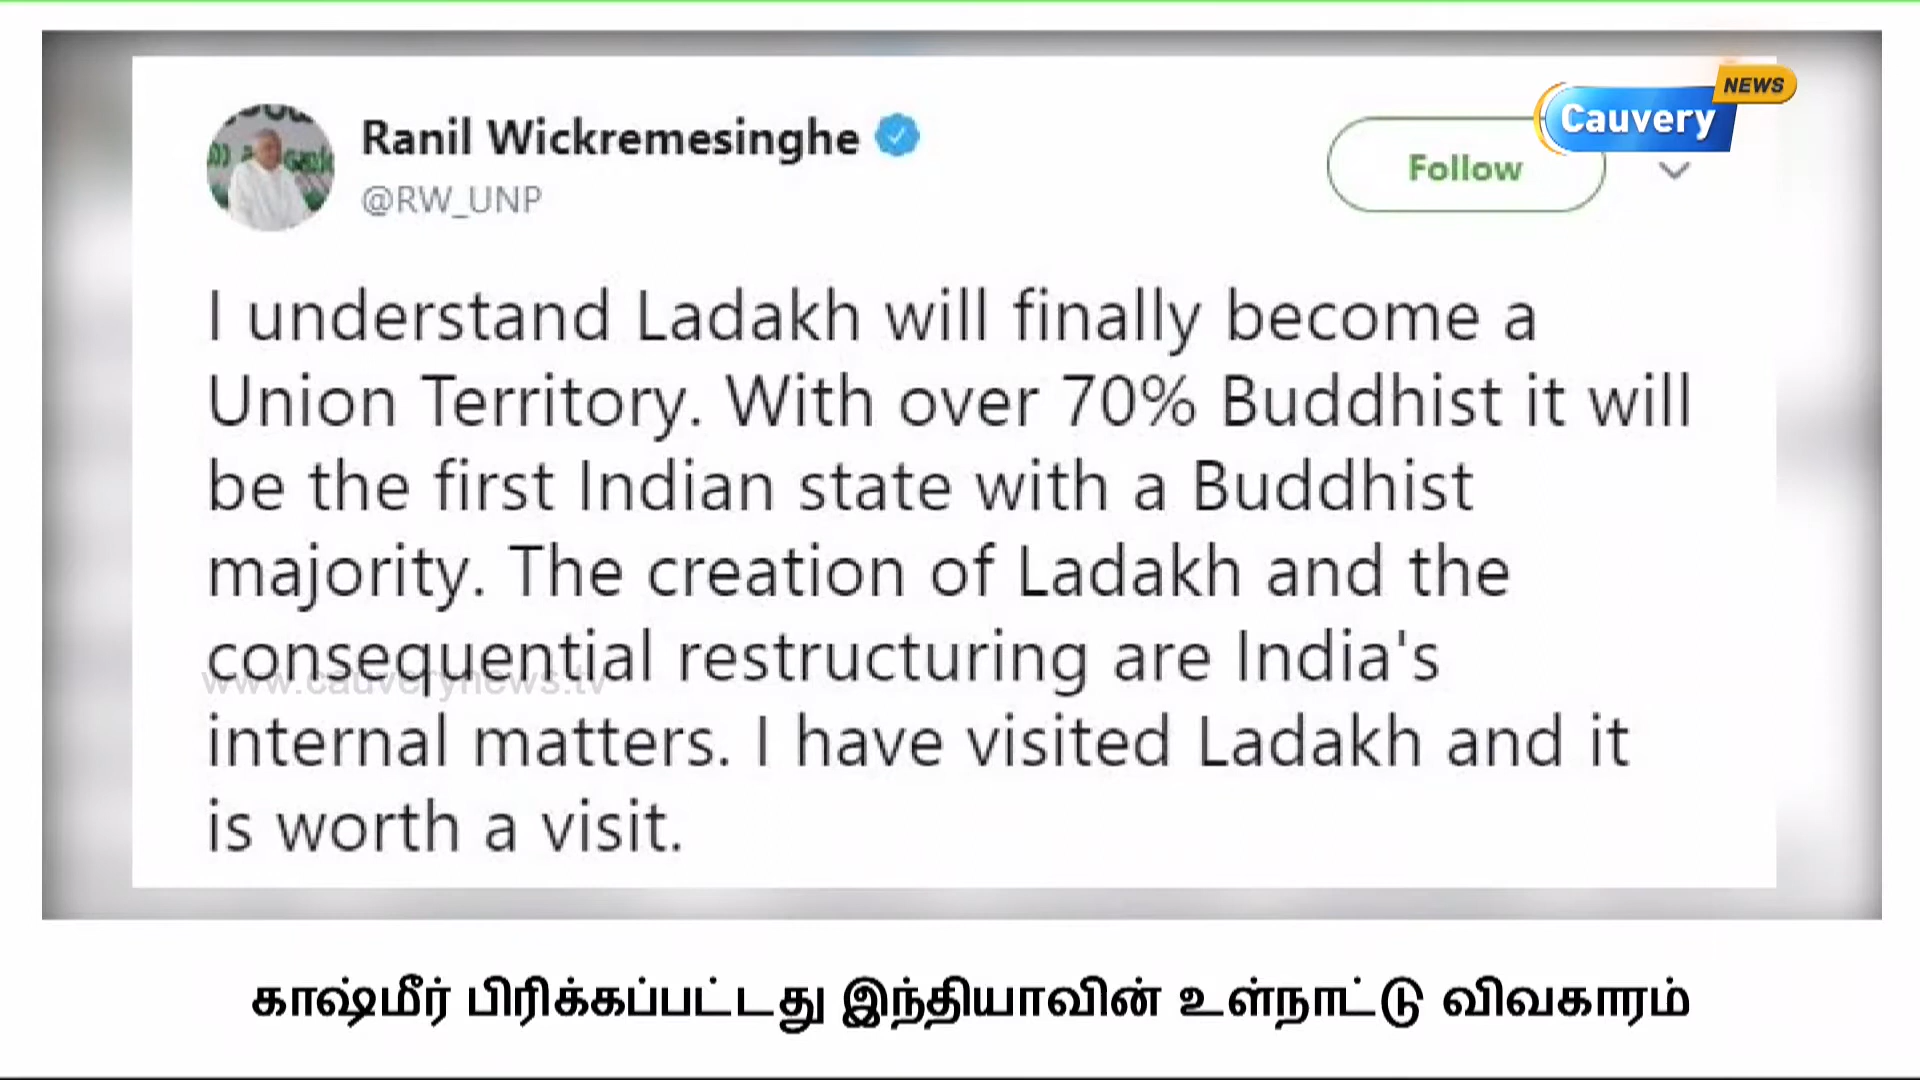 Cauvery NEWS
Ranil Wickremesinghe
@RW_UNP
Follow
I understand Ladakh will finally become a
Union Territory. With over 70% Buddhist it will
be the first Indian state with a Buddhist
majority. The creation of Ladakh and the
consequential restructuring are India's
www.cauverynews.tv
internal matters. I have visited Ladakh and it
is worth a visit.
காஷ்மீர் பிரிக்கப்பட்டது இந்தியாவின் உள்நாட்டு விவகாரம்